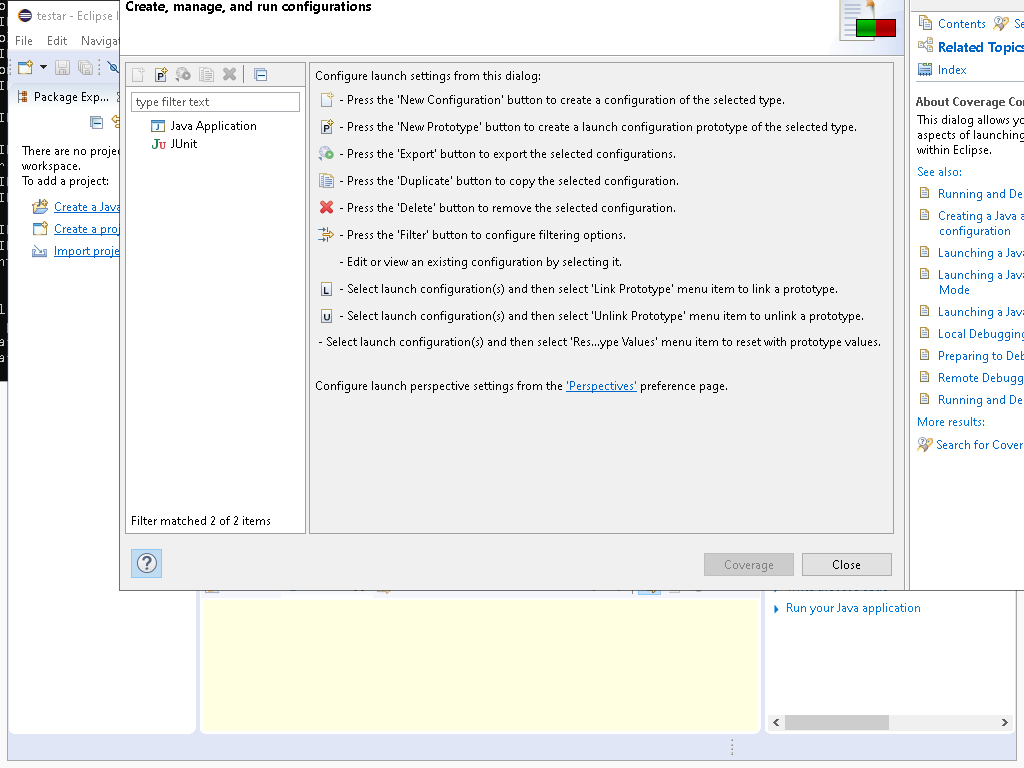 Create, manage, and run configurations
testar - Eclipse I
File Edit Navigat
Package Exp...
There are no projec
workspace.
To add a project:
Create a Java
Create a proj
Import proje
type filter text
Java Application
JUnit
Filter matched 2 of 2 items
Configure launch settings from this dialog:
- Press the 'New Configuration' button to create a configuration of the selected type.
- Press the 'New Prototype' button to create a launch configuration prototype of the selected type.
- Press the 'Export' button to export the selected configurations.
- Press the 'Duplicate' button to copy the selected configuration.
- Press the 'Delete' button to remove the selected configuration.
- Press the 'Filter' button to configure filtering options.
- Edit or view an existing configuration by selecting it.
- Select launch configuration(s) and then select 'Link Prototype' menu item to link a prototype.
- Select launch configuration(s) and then select 'Unlink Prototype' menu item to unlink a prototype.
- Select launch configuration(s) and then select 'Res...ype Values' menu item to reset with prototype values.
Configure launch perspective settings from the 'Perspectives' preference page.
Coverage
Close
Contents Se
Related Topics
Index
About Coverage Con
This dialog allows yo
aspects of launching
within Eclipse.
See also:
Running and De
Creating a Java a
configuration
Launching a Java
Launching a Java
Mode
Launching a Java
Local Debugging
Preparing to Deb
Remote Debugg
Running and De
More results:
Search for Cover
Run your Java application